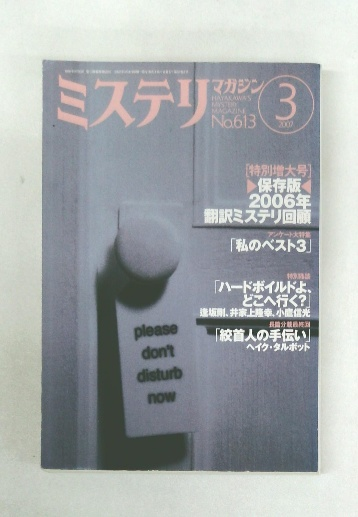 ミステリ
マガジン
HAYAKAWA'S
MYSTERY
MAGAZINE
No.613
3
2007
[特別増大号]
▶保存版◀
2006年
翻訳ミステリ回顧
アンケート大特集
「私のベスト3」
特別鼎談
「ハードボイルドよ、
どこへ行く?」
逢坂剛、井家上隆幸、小鷹信光
長篇分載最終回
「絞首人の手伝い」
ヘイク・タルボット
please
don't
disturb
now